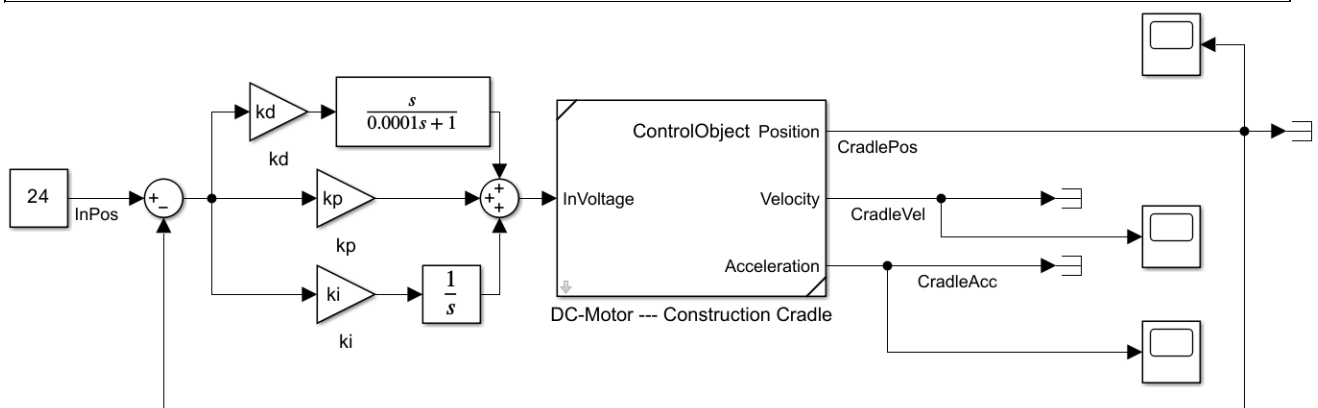 kd
s
0.0001s + 1
kd
24
InPos
+
−
kp
kp
+
+
+
ki
1
s
ki
InVoltage
ControlObject
Position
Velocity
Acceleration
DC-Motor --- Construction Cradle
CradlePos
CradleVel
CradleAcc